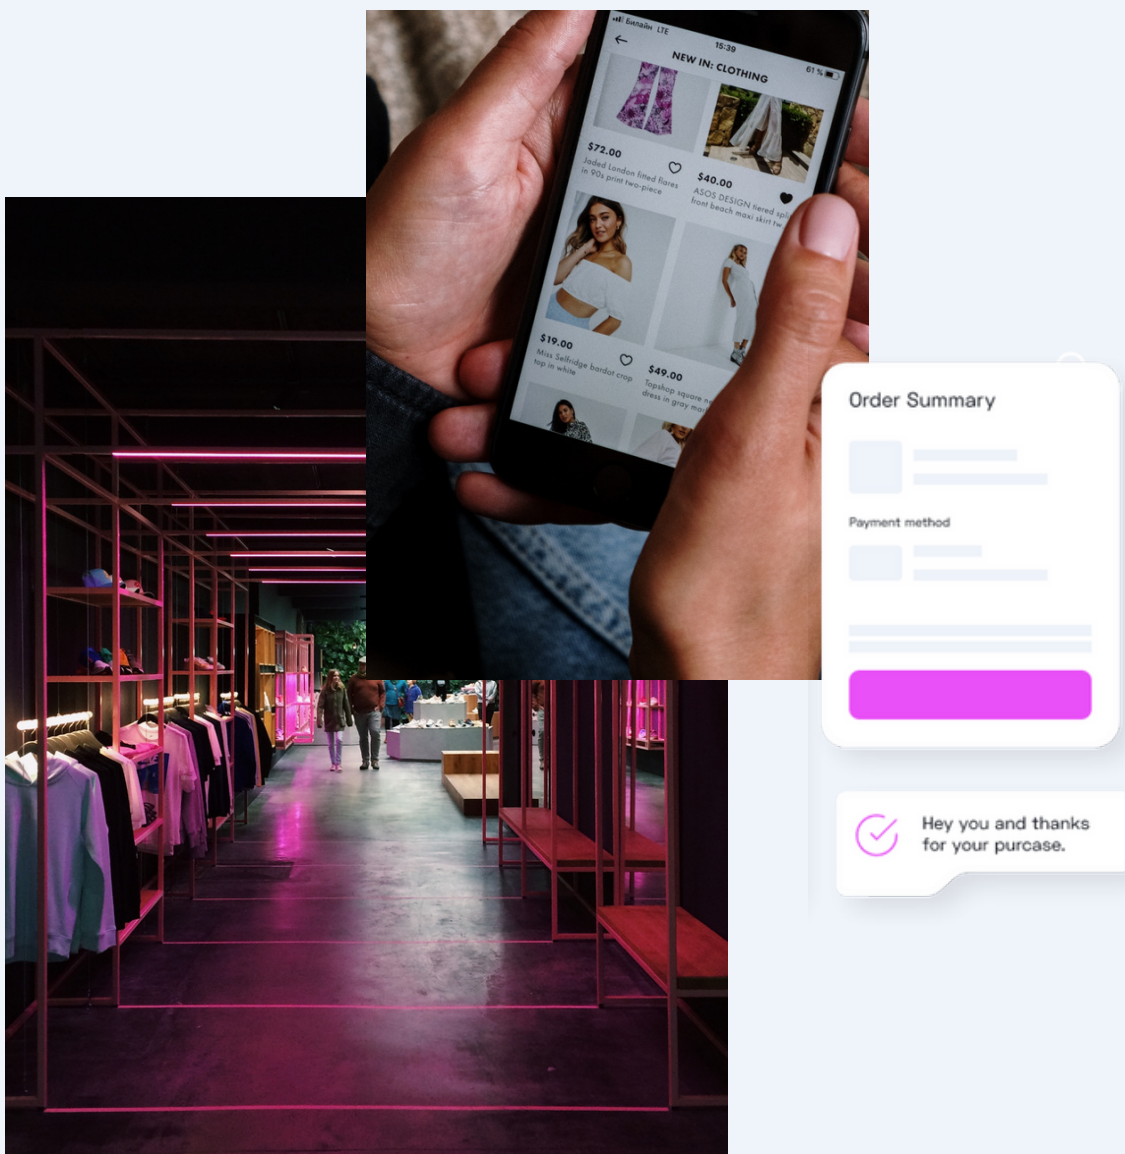 Билайн LTE
15:39
61 %
NEW IN: CLOTHING
$72.00
Jaded London fitted flares
in 90s print two-piece
$40.00
ASOS DESIGN tiered
front beach maxi skirt
$19.00
Miss Selfridge bardot crop
top in white
$49.00
Topshop square
dress in gray
Order Summary
Payment method
Hey you and thanks
for your purcase.